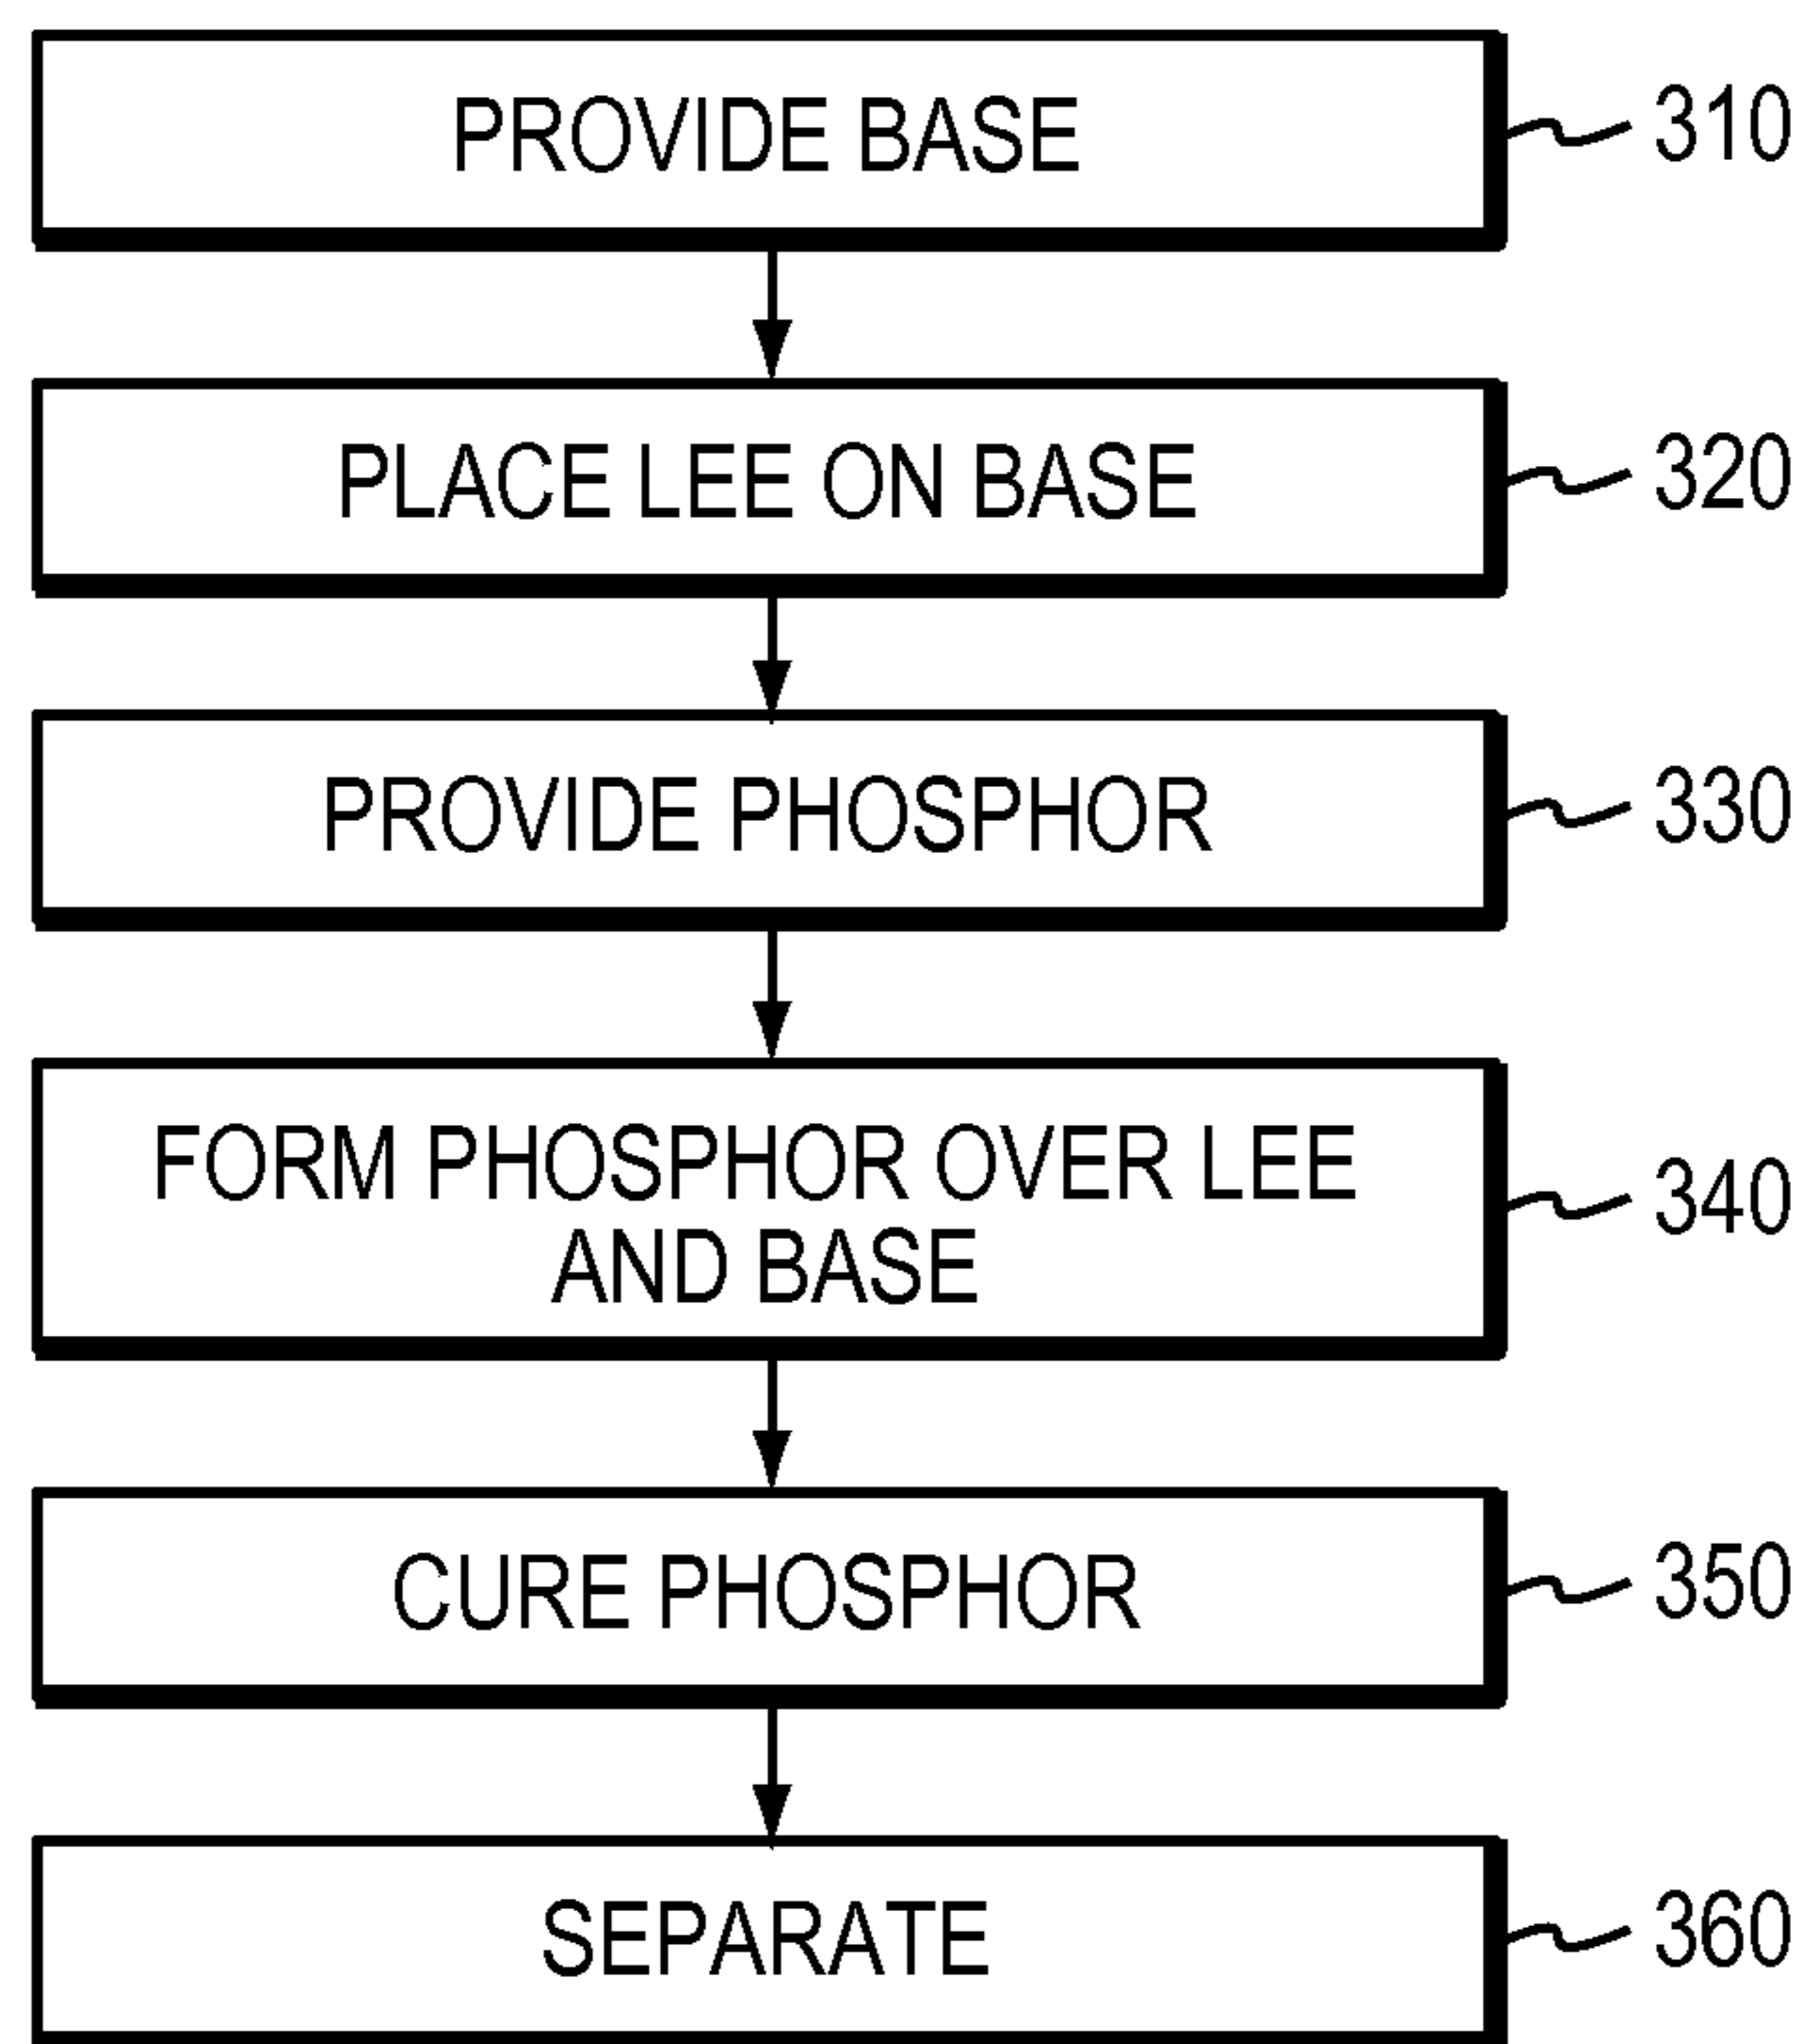 PROVIDE BASE
310
PLACE LEE ON BASE
320
PROVIDE PHOSPHOR
330
FORM PHOSPHOR OVER LEE
AND BASE
340
CURE PHOSPHOR
350
SEPARATE
360